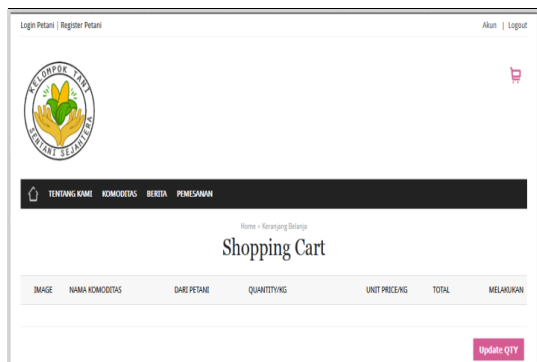 Login Petani | Register Petani
Akun | Logout
KELOMPOK TANI
SENTANI SEJAHTERA
TENTANG KAMI KOMODITAS BERITA PEMESANAN
Home » Keranjang Belanja
Shopping Cart
IMAGE NAMA KOMODITAS DARI PETANI QUANTITY/KG UNIT PRICE/KG TOTAL MELAKUKAN
Update QTY